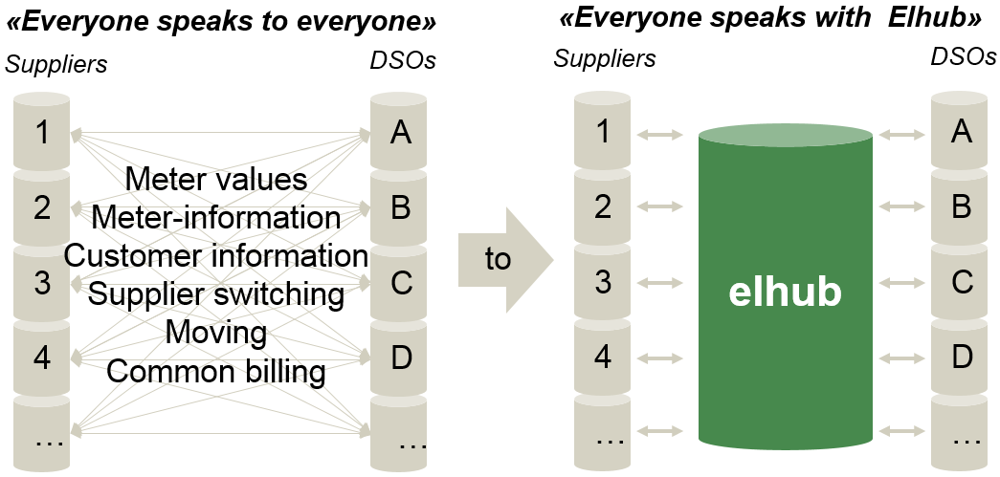 «Everyone speaks to everyone»
Suppliers
DSOs
1
A
2
B
3
C
4
D
...
...
Meter values
Meter-information
Customer information
Supplier switching
Moving
Common billing
to
«Everyone speaks with Elhub»
Suppliers
DSOs
1
A
2
B
3
C
4
D
...
...
elhub